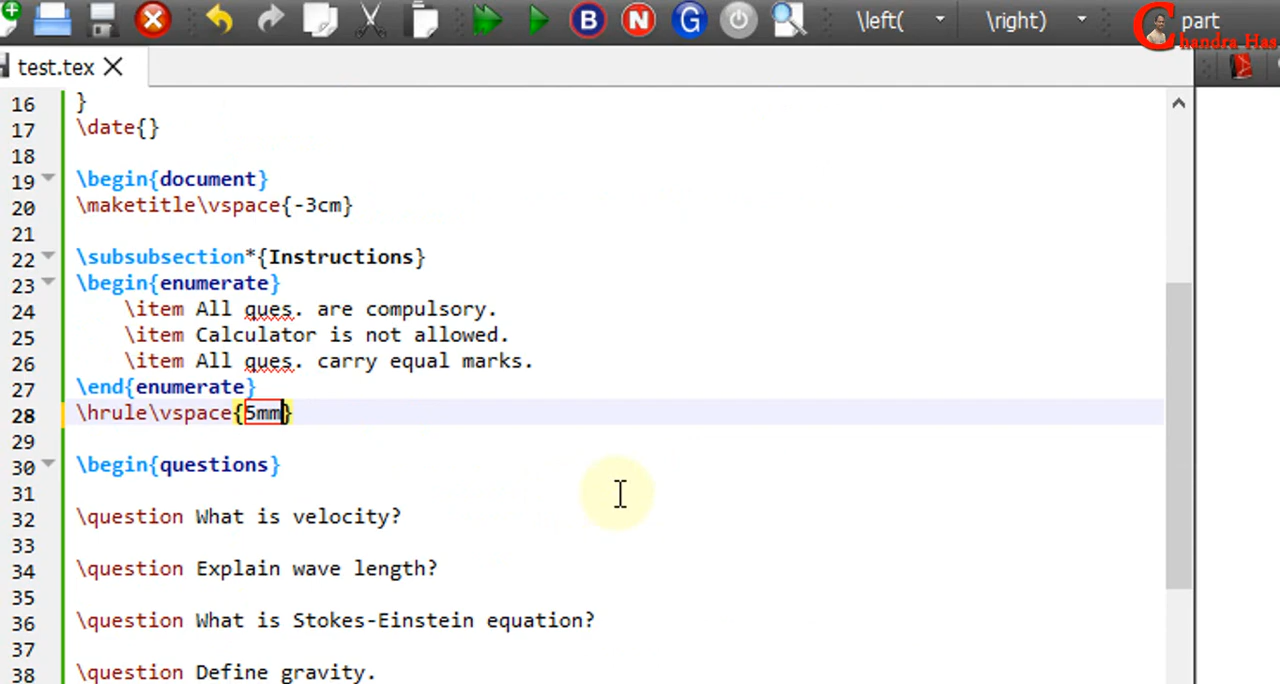 B N G \left( \right) part
Chandra Has
test.tex
16 }
17 \date{}
18
19 \begin{document}
20 \maketitle\vspace{-3cm}
21
22 \subsubsection*{Instructions}
23 \begin{enumerate}
24 \item All ques. are compulsory.
25 \item Calculator is not allowed.
26 \item All ques. carry equal marks.
27 \end{enumerate}
28 \hrule\vspace{5mm}
29
30 \begin{questions}
31
32 \question What is velocity?
33
34 \question Explain wave length?
35
36 \question What is Stokes-Einstein equation?
37
38 \question Define gravity.